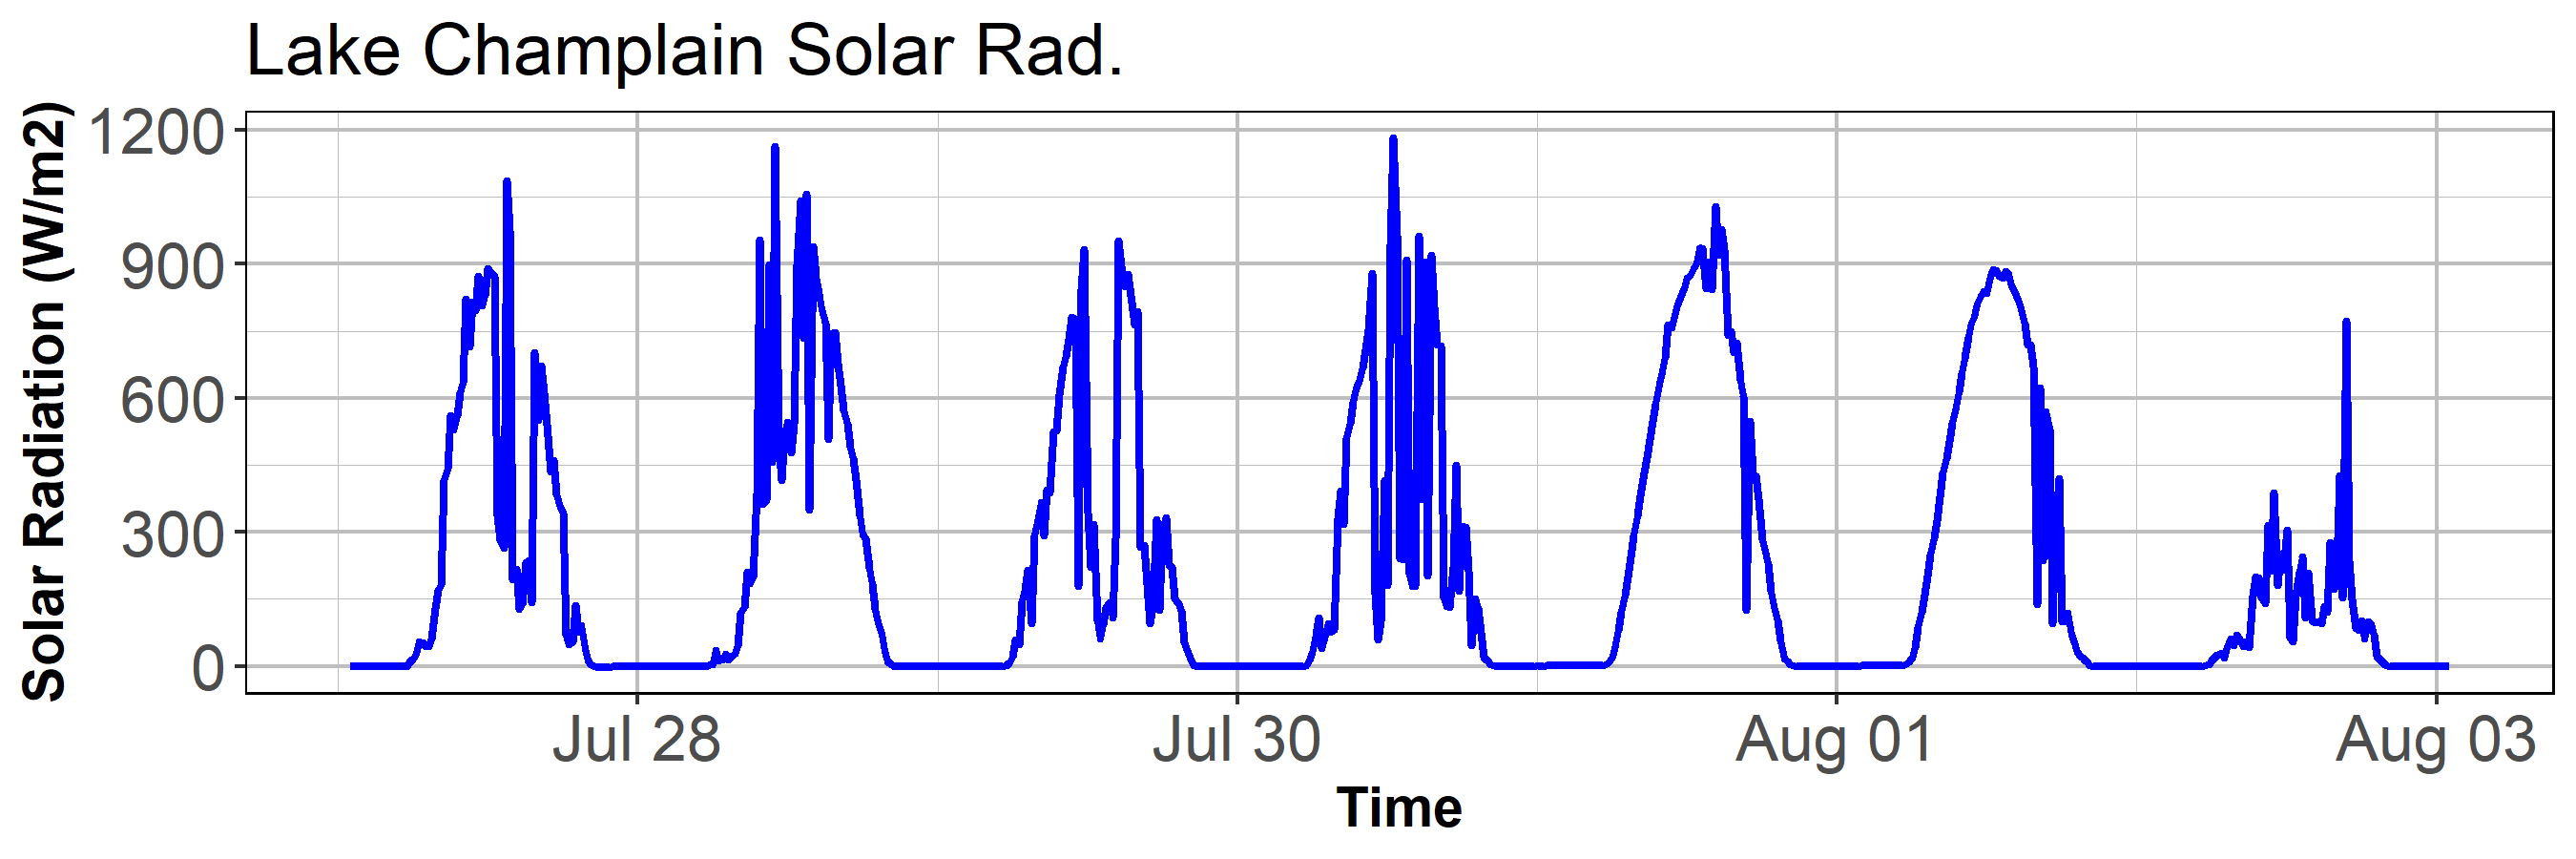 Lake Champlain Solar Rad.
Solar Radiation (W/m2)
1200
900
600
300
0
Jul 28
Jul 30
Aug 01
Aug 03
Time